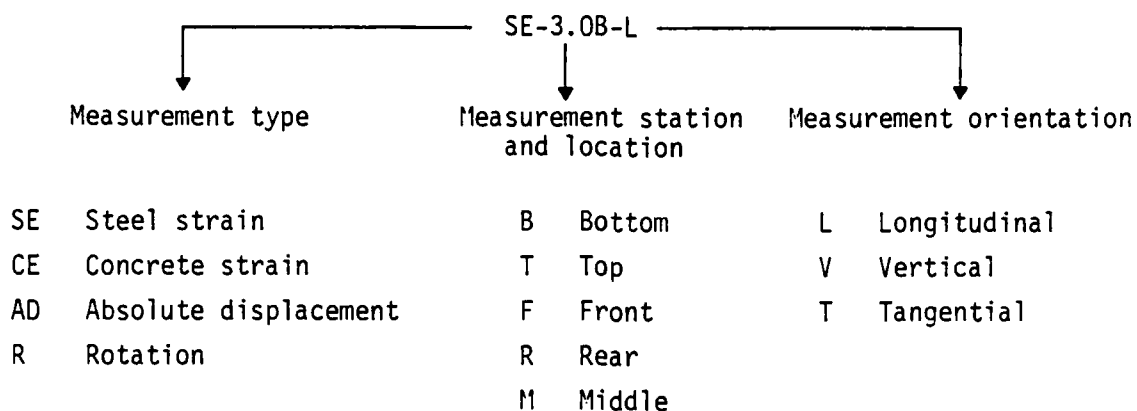 SE-3.0B-L
Measurement type Measurement station Measurement orientation
and location
SE Steel strain B Bottom L Longitudinal
CE Concrete strain T Top V Vertical
AD Absolute displacement F Front T Tangential
R Rotation R Rear
M Middle